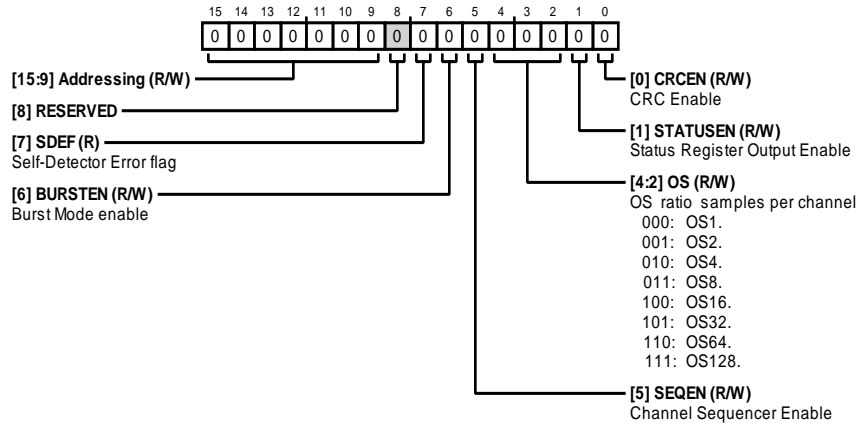 15 14 13 12 11 10 9 8 7 6 5 4 3 2 1 0
0 0 0 0 0 0 0 0 0 0 0 0 0 0 0 0
[15:9] Addressing (R/W)
[8] RESERVED
[7] SDEF (R)
Self-Detector Error flag
[6] BURSTEN (R/W)
Burst Mode enable
[0] CRCEN (R/W)
CRC Enable
[1] STATUSEN (R/W)
Status Register Output Enable
[4:2] OS (R/W)
OS ratio samples per channel
000: OS1.
001: OS2.
010: OS4.
011: OS8.
100: OS16.
101: OS32.
110: OS64.
111: OS128.
[5] SEQEN (R/W)
Channel Sequencer Enable